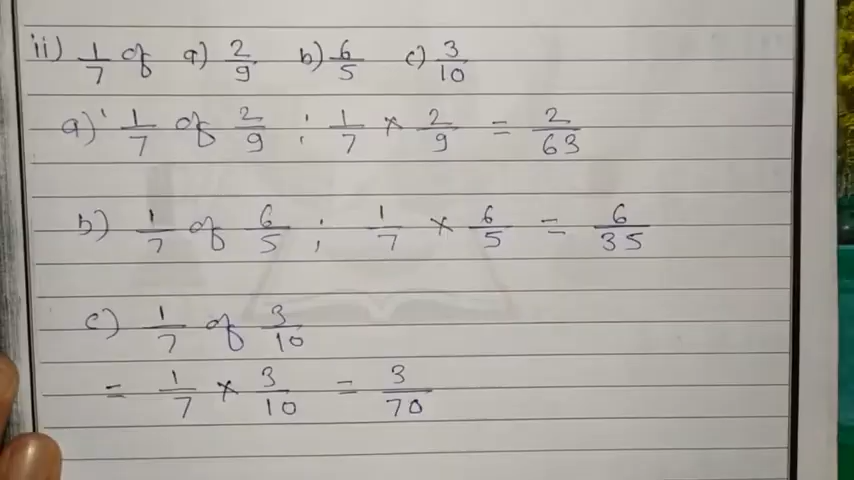 ii) 1/7 of a) 2/9 b) 6/5 c) 3/10
a) 1/7 of 2/9 ; 1/7 × 2/9 = 2/63
b) 1/7 of 6/5 ; 1/7 × 6/5 = 6/35
c) 1/7 of 3/10
= 1/7 × 3/10 = 3/70